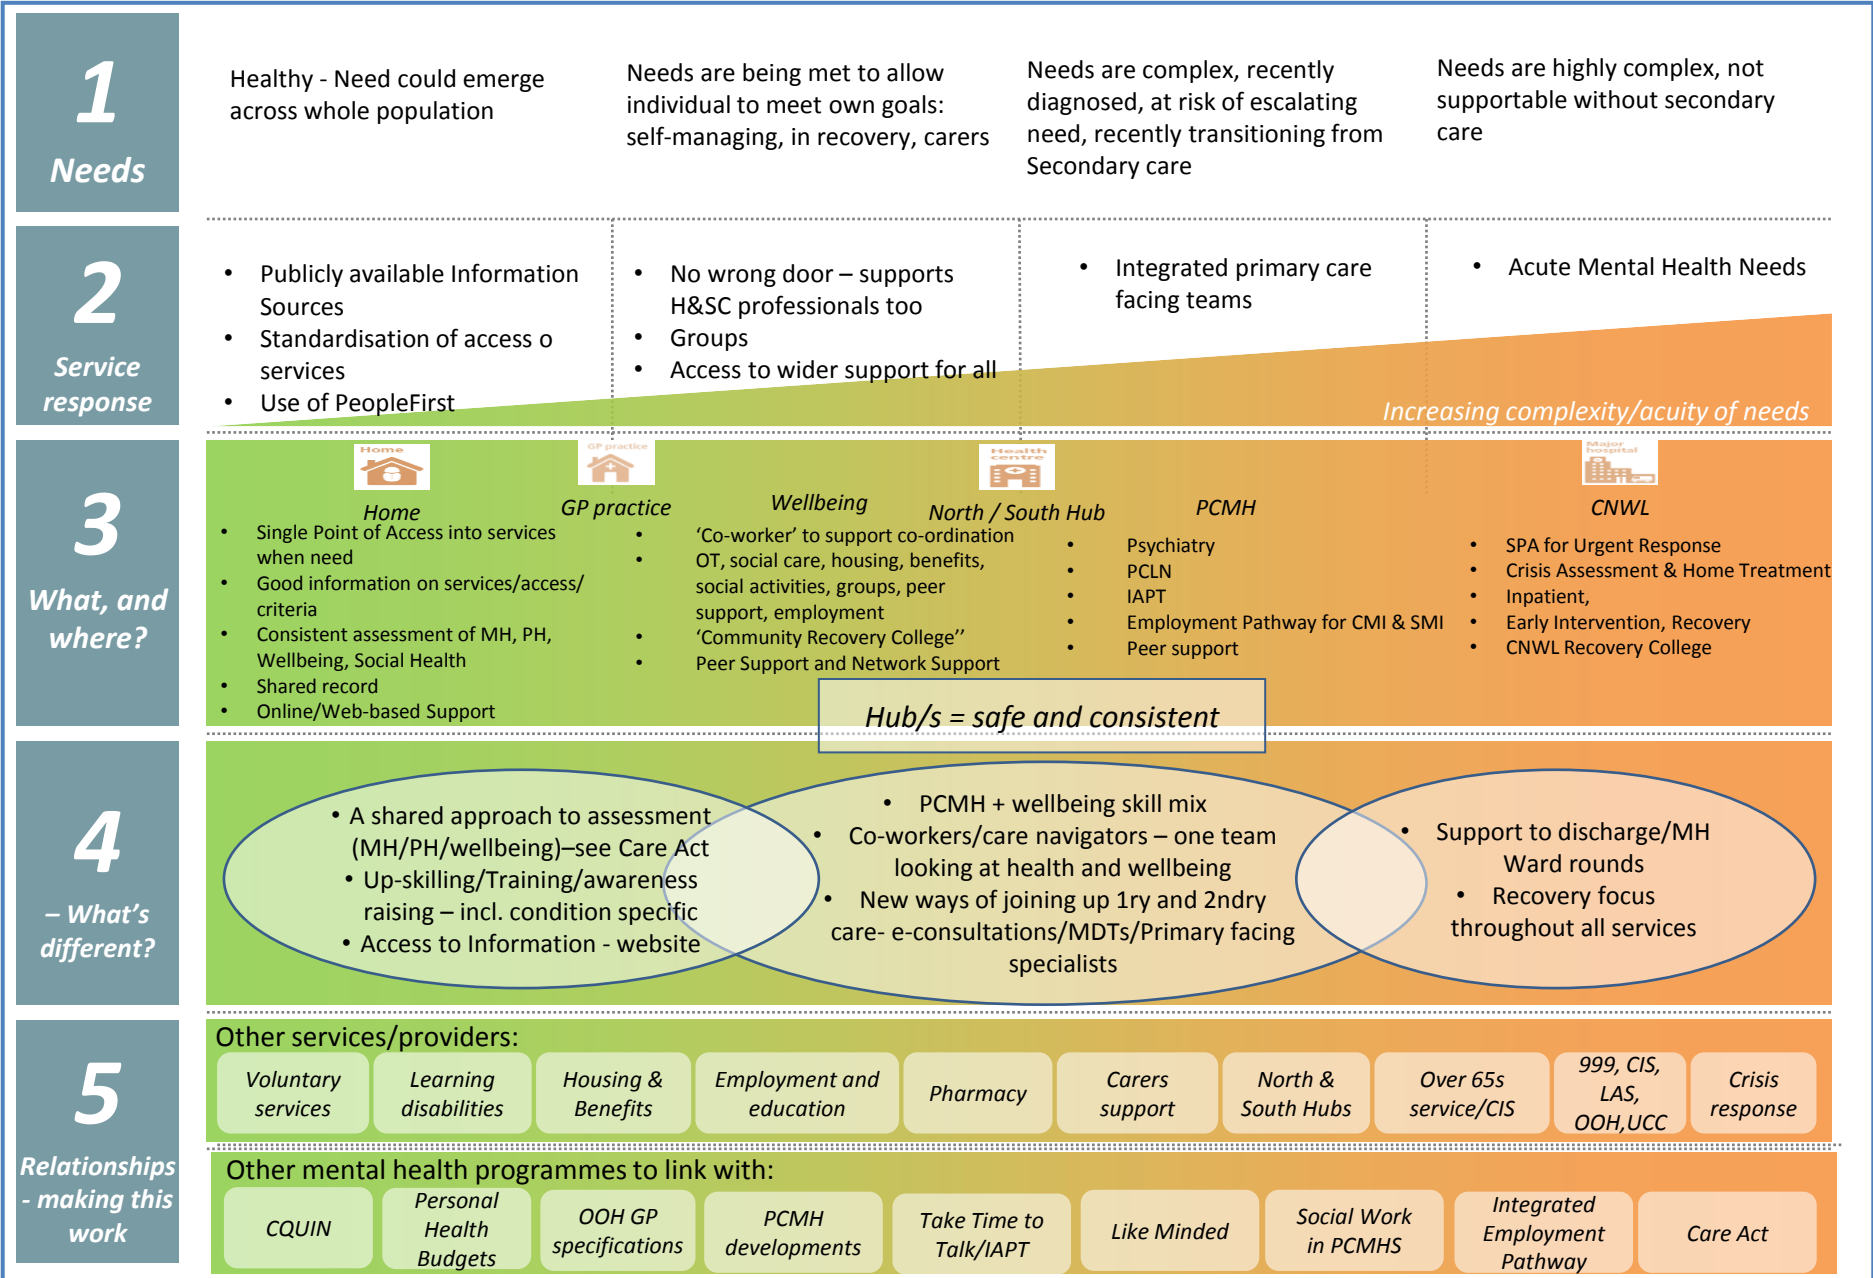 1
Needs
Healthy - Need could emerge
across whole population
Needs are being met to allow
individual to meet own goals:
self-managing, in recovery, carers
Needs are complex, recently
diagnosed, at risk of escalating
need, recently transitioning from
Secondary care
Needs are highly complex, not
supportable without secondary
care
2
Service
response
• Publicly available Information
Sources
• Standardisation of access o
services
• Use of PeopleFirst
• No wrong door – supports
H&SC professionals too
• Groups
• Access to wider support for all
• Integrated primary care
facing teams
• Acute Mental Health Needs
Increasing complexity/acuity of needs
3
What, and
where?
Home
Home
• Single Point of Access into services
when need
• Good information on services/access/
criteria
• Consistent assessment of MH, PH,
Wellbeing, Social Health
• Shared record
• Online/Web-based Support
GP practice
GP practice
Wellbeing
• 'Co-worker' to support co-ordination
• OT, social care, housing, benefits,
social activities, groups, peer
support, employment
• 'Community Recovery College''
• Peer Support and Network Support
Health
centre
North / South Hub
PCMH
• Psychiatry
• PCLN
• IAPT
• Employment Pathway for CMI & SMI
• Peer support
Major
hospital
CNWL
• SPA for Urgent Response
• Crisis Assessment & Home Treatment
• Inpatient,
• Early Intervention, Recovery
• CNWL Recovery College
Hub/s = safe and consistent
4
– What's
different?
• A shared approach to assessment
(MH/PH/wellbeing)–see Care Act
• Up-skilling/Training/awareness
raising – incl. condition specific
• Access to Information - website
• PCMH + wellbeing skill mix
• Co-workers/care navigators – one team
looking at health and wellbeing
• New ways of joining up 1ry and 2ndry
care- e-consultations/MDTs/Primary facing
specialists
• Support to discharge/MH
Ward rounds
• Recovery focus
throughout all services
5
Relationships
- making this
work
Other services/providers:
Voluntary
services
Learning
disabilities
Housing &
Benefits
Employment and
education
Pharmacy
Carers
support
North &
South Hubs
Over 65s
service/CIS
999, CIS,
LAS,
OOH,UCC
Crisis
response
Other mental health programmes to link with:
CQUIN
Personal
Health
Budgets
OOH GP
specifications
PCMH
developments
Take Time to
Talk/IAPT
Like Minded
Social Work
in PCMHS
Integrated
Employment
Pathway
Care Act